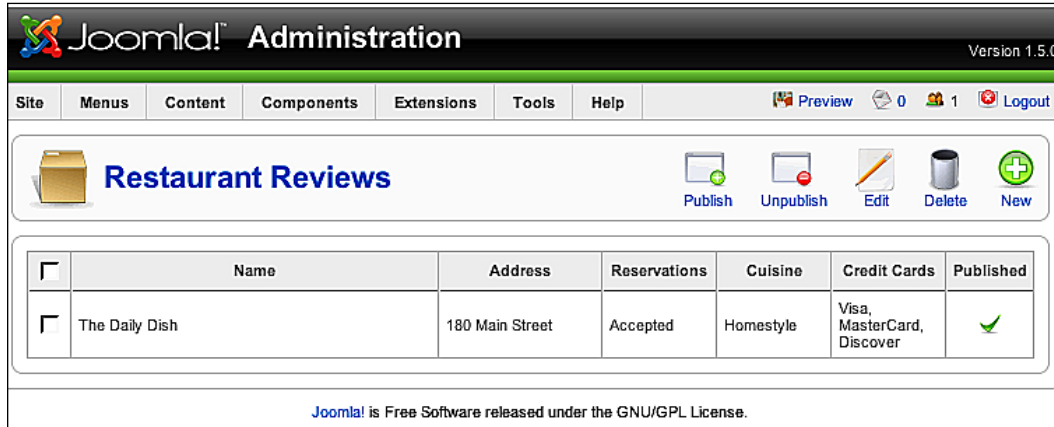 Joomla!™ Administration
Version 1.5.0
Site Menus Content Components Extensions Tools Help Preview 0 1 Logout
Restaurant Reviews
Publish Unpublish Edit Delete New
Name Address Reservations Cuisine Credit Cards Published
The Daily Dish 180 Main Street Accepted Homestyle Visa,
MasterCard,
Discover
Joomla! is Free Software released under the GNU/GPL License.